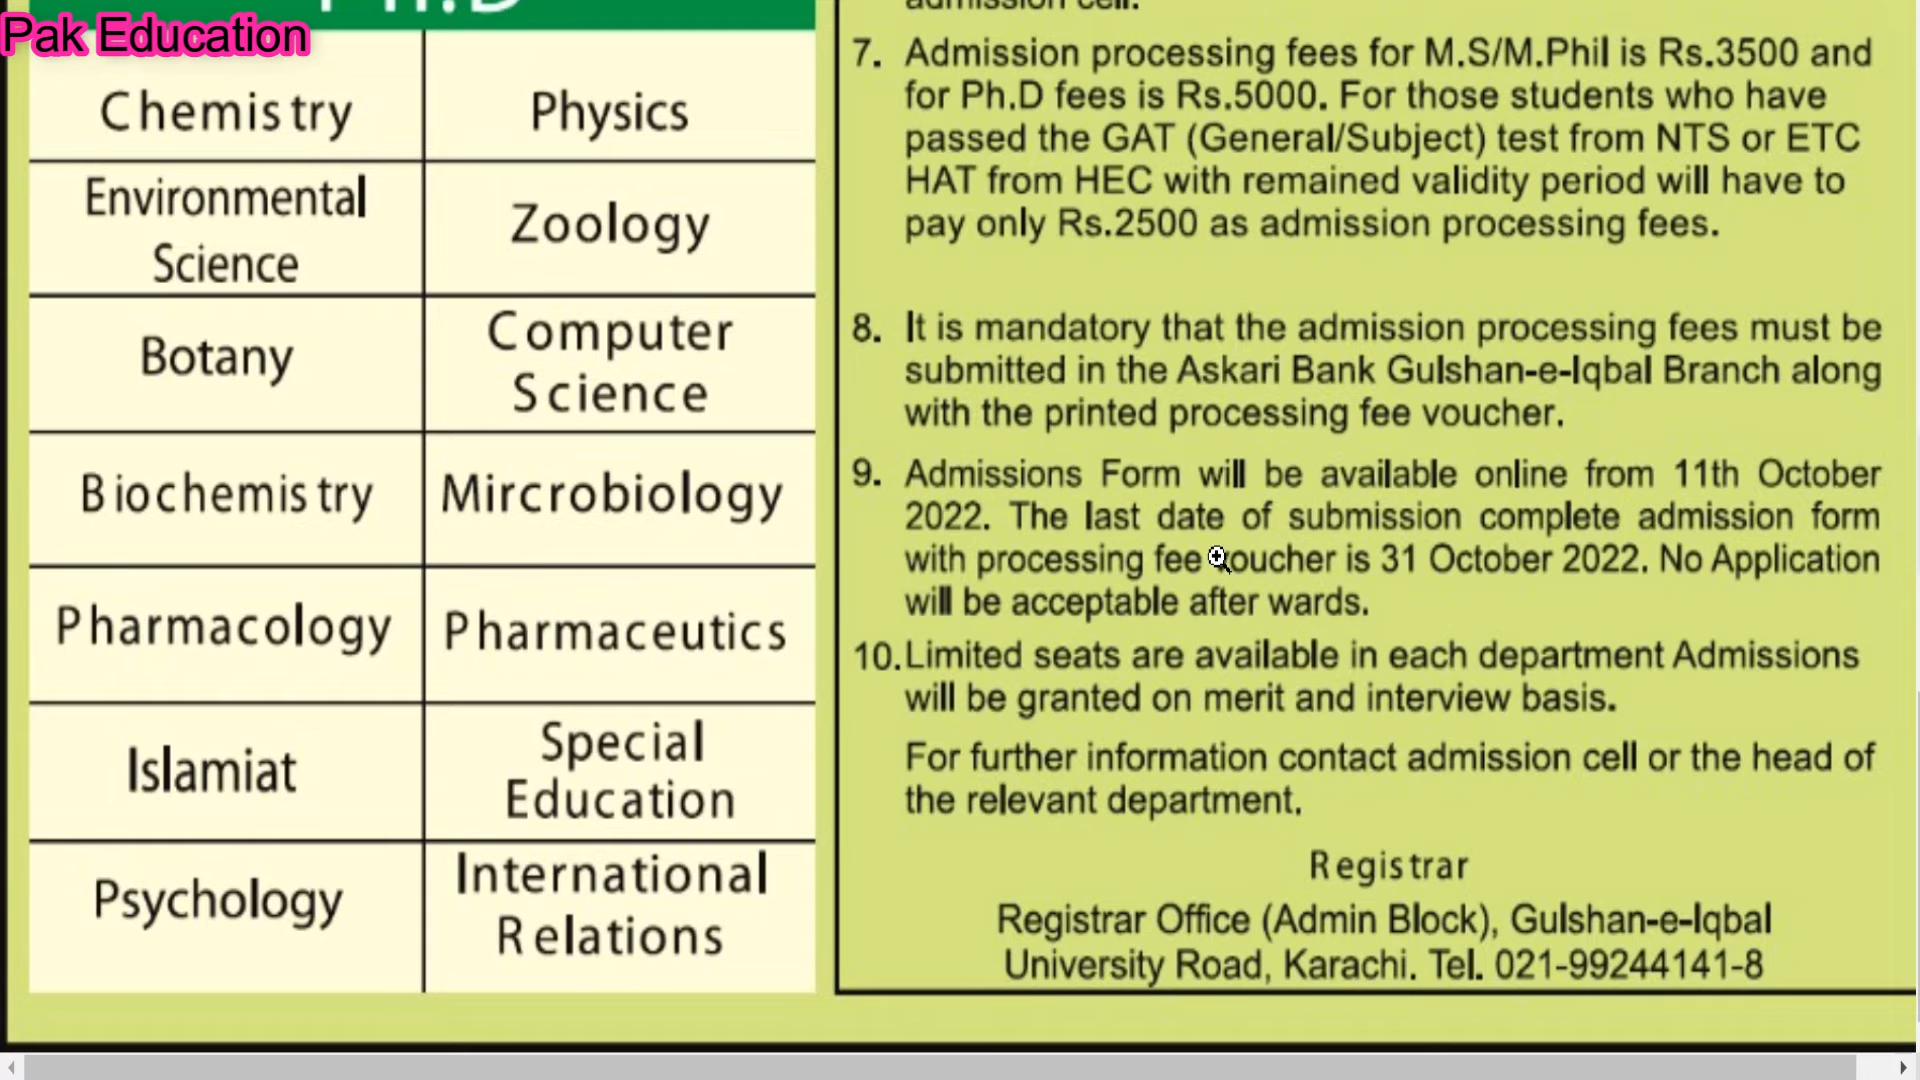 Ph.D
Pak Education
Chemistry
Physics
Environmental
Science
Zoology
Botany
Computer
Science
Biochemistry
Mircrobiology
Pharmacology
Pharmaceutics
Islamiat
Special
Education
Psychology
International
Relations
admission cell.
7. Admission processing fees for M.S/M.Phil is Rs.3500 and
for Ph.D fees is Rs.5000. For those students who have
passed the GAT (General/Subject) test from NTS or ETC
HAT from HEC with remained validity period will have to
pay only Rs.2500 as admission processing fees.
8. It is mandatory that the admission processing fees must be
submitted in the Askari Bank Gulshan-e-Iqbal Branch along
with the printed processing fee voucher.
9. Admissions Form will be available online from 11th October
2022. The last date of submission complete admission form
with processing fee voucher is 31 October 2022. No Application
will be acceptable after wards.
10. Limited seats are available in each department Admissions
will be granted on merit and interview basis.
For further information contact admission cell or the head of
the relevant department.
Registrar
Registrar Office (Admin Block), Gulshan-e-Iqbal
University Road, Karachi. Tel. 021-99244141-8